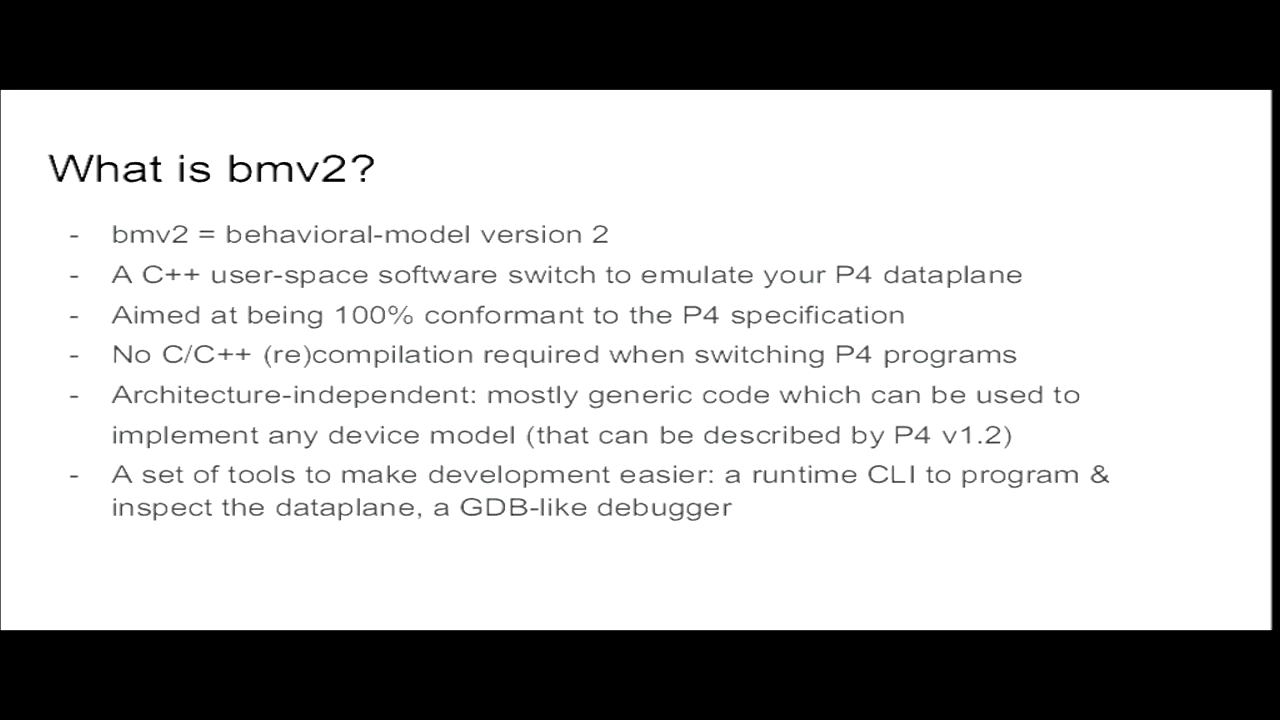 What is bmv2?
- bmv2 = behavioral-model version 2
- A C++ user-space software switch to emulate your P4 dataplane
- Aimed at being 100% conformant to the P4 specification
- No C/C++ (re)compilation required when switching P4 programs
- Architecture-independent: mostly generic code which can be used to
implement any device model (that can be described by P4 v1.2)
- A set of tools to make development easier: a runtime CLI to program &
inspect the dataplane, a GDB-like debugger